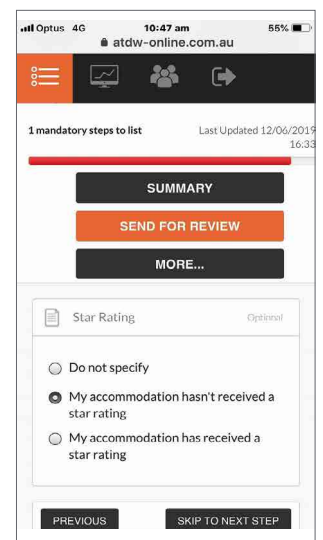 Optus 4G 10:47 am 55%
atdw-online.com.au
1 mandatory steps to list Last Updated 12/06/2019
16:33
SUMMARY
SEND FOR REVIEW
MORE...
Star Rating Optional
Do not specify
My accommodation hasn't received a
star rating
My accommodation has received a
star rating
PREVIOUS SKIP TO NEXT STEP